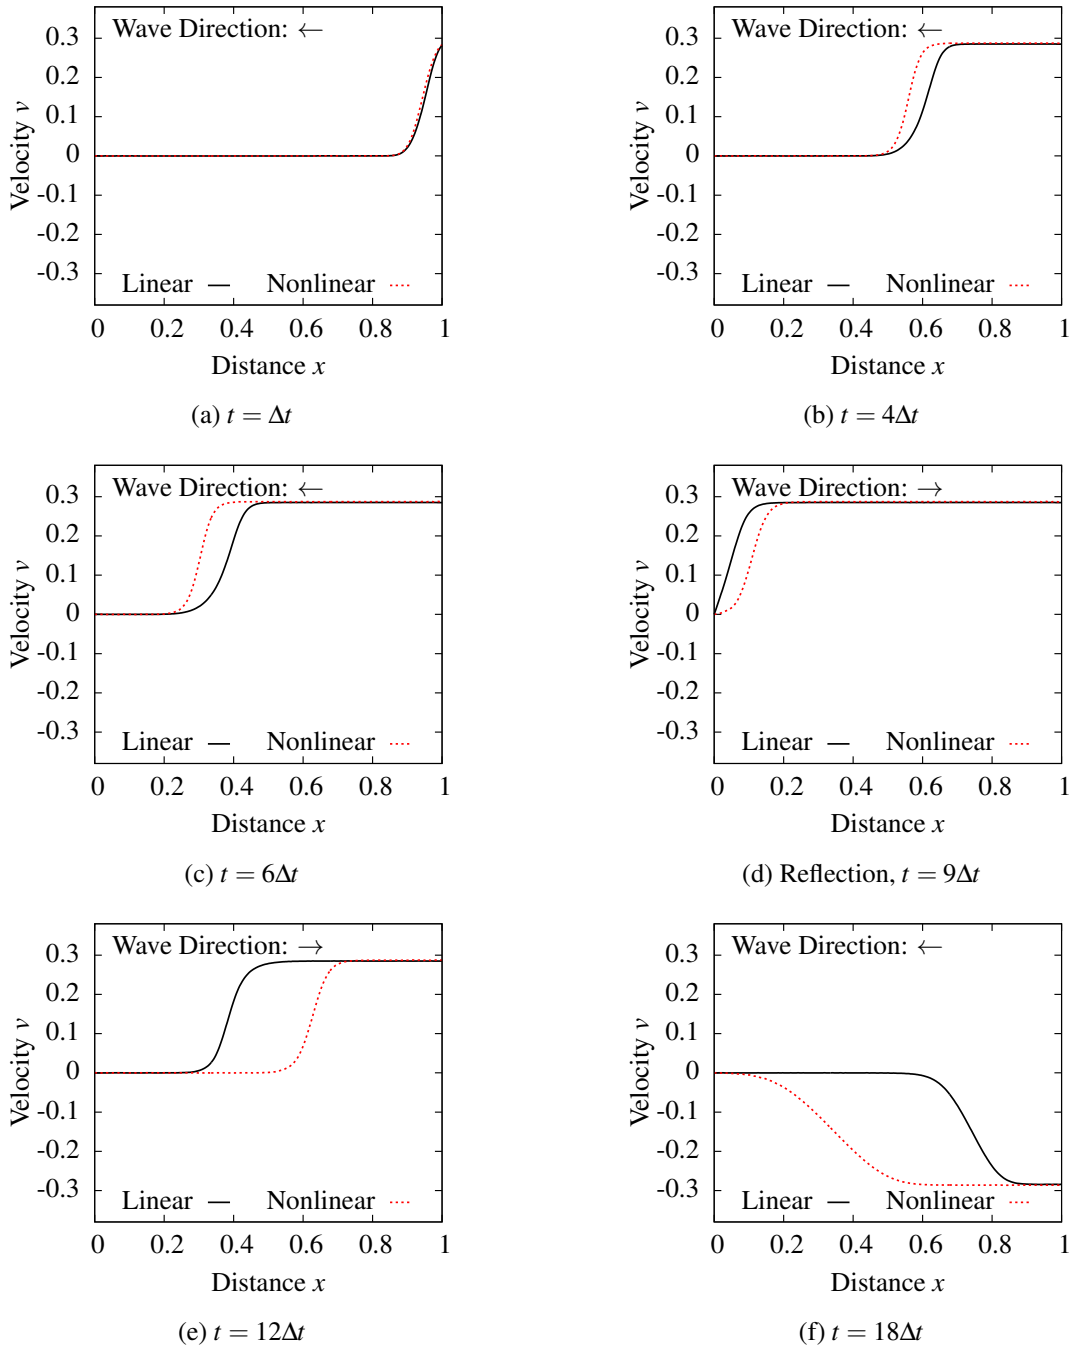 Wave Direction: ←
0.3
0.2
0.1
0
-0.1
-0.2
-0.3
Velocity v
Linear Nonlinear
0 0.2 0.4 0.6 0.8 1
Distance x
(a) t = Δt
Wave Direction: ←
0.3
0.2
0.1
0
-0.1
-0.2
-0.3
Velocity v
Linear Nonlinear
0 0.2 0.4 0.6 0.8 1
Distance x
(b) t = 4Δt
Wave Direction: ←
0.3
0.2
0.1
0
-0.1
-0.2
-0.3
Velocity v
Linear Nonlinear
0 0.2 0.4 0.6 0.8 1
Distance x
(c) t = 6Δt
Wave Direction: →
0.3
0.2
0.1
0
-0.1
-0.2
-0.3
Velocity v
Linear Nonlinear
0 0.2 0.4 0.6 0.8 1
Distance x
(d) Reflection, t = 9Δt
Wave Direction: →
0.3
0.2
0.1
0
-0.1
-0.2
-0.3
Velocity v
Linear Nonlinear
0 0.2 0.4 0.6 0.8 1
Distance x
(e) t = 12Δt
Wave Direction: ←
0.3
0.2
0.1
0
-0.1
-0.2
-0.3
Velocity v
Linear Nonlinear
0 0.2 0.4 0.6 0.8 1
Distance x
(f) t = 18Δt